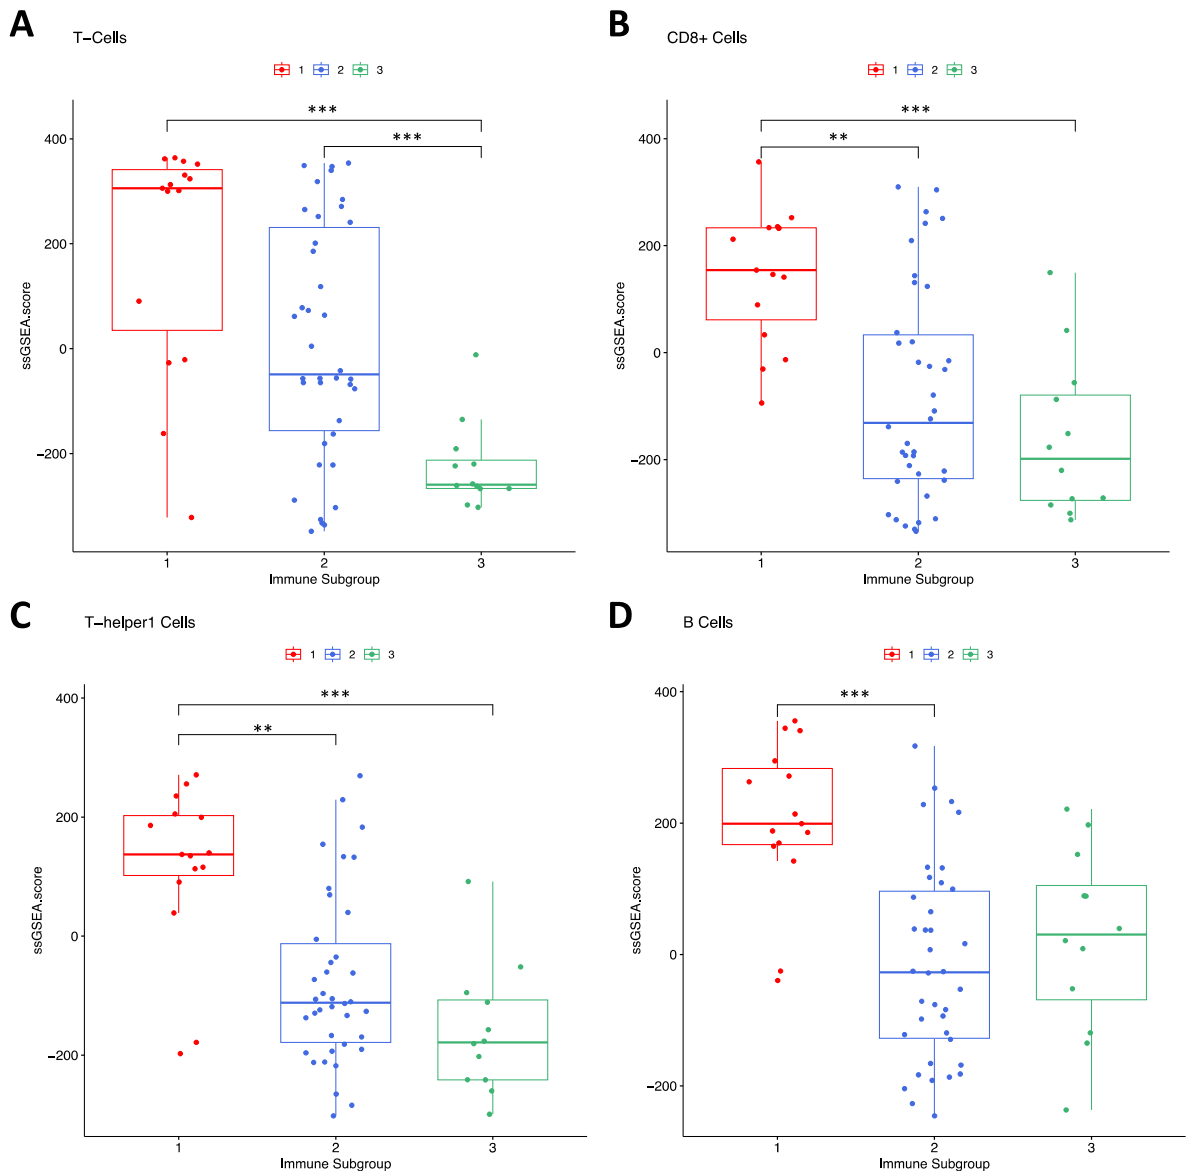 A
T-Cells
1 2 3
***
***
400
200
0
-200
ssGSEA.score
1 2 3
Immune Subgroup
B
CD8+ Cells
1 2 3
***
**
400
200
0
-200
ssGSEA.score
1 2 3
Immune Subgroup
C
T-helper1 Cells
1 2 3
***
**
400
200
0
-200
ssGSEA.score
1 2 3
Immune Subgroup
D
B Cells
1 2 3
***
400
200
0
-200
ssGSEA.score
1 2 3
Immune Subgroup